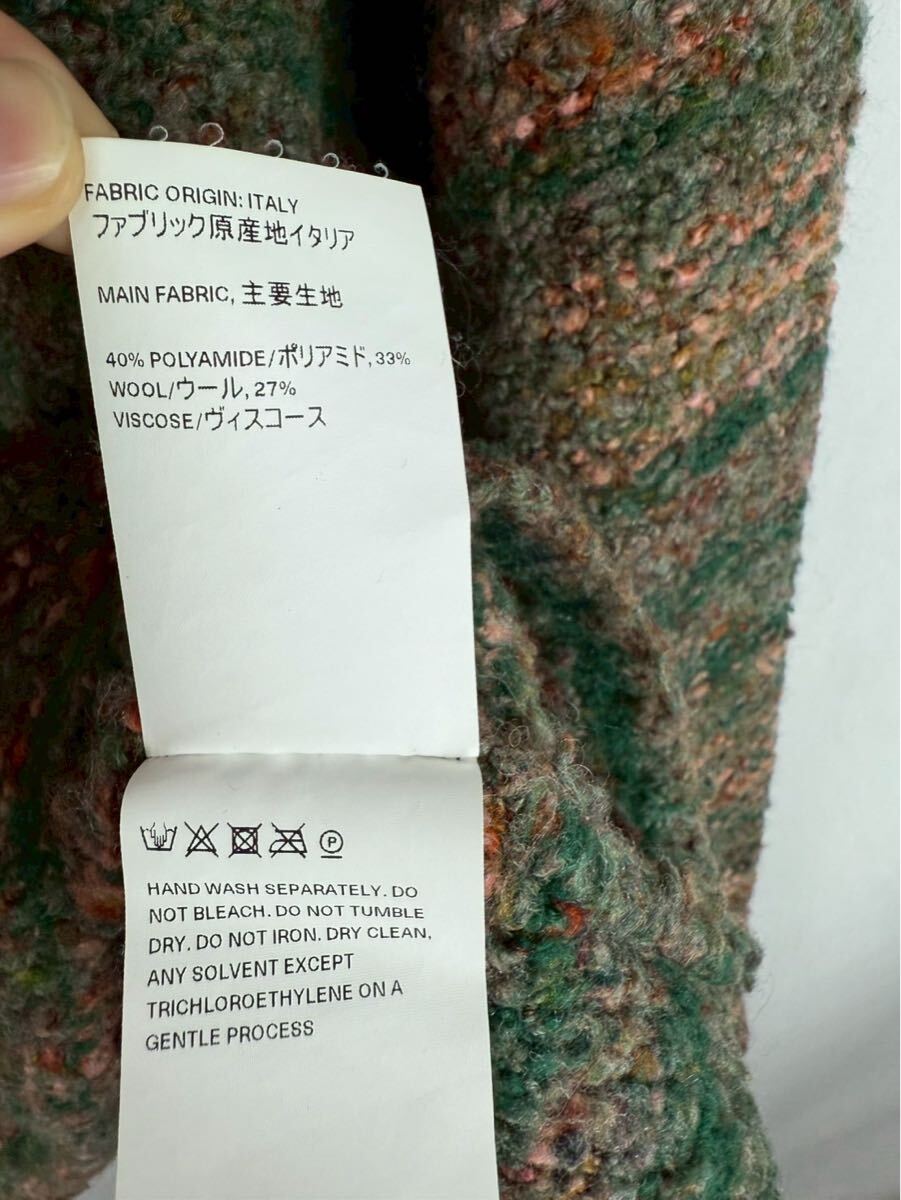 FABRIC ORIGIN: ITALY
ファブリック原産地イタリア
MAIN FABRIC, 主要生地
40% POLYAMIDE/ポリアミド, 33%
WOOL/ウール, 27%
VISCOSE/ヴィスコース
P
HAND WASH SEPARATELY. DO
NOT BLEACH. DO NOT TUMBLE
DRY. DO NOT IRON. DRY CLEAN,
ANY SOLVENT EXCEPT
TRICHLOROETHYLENE ON A
GENTLE PROCESS